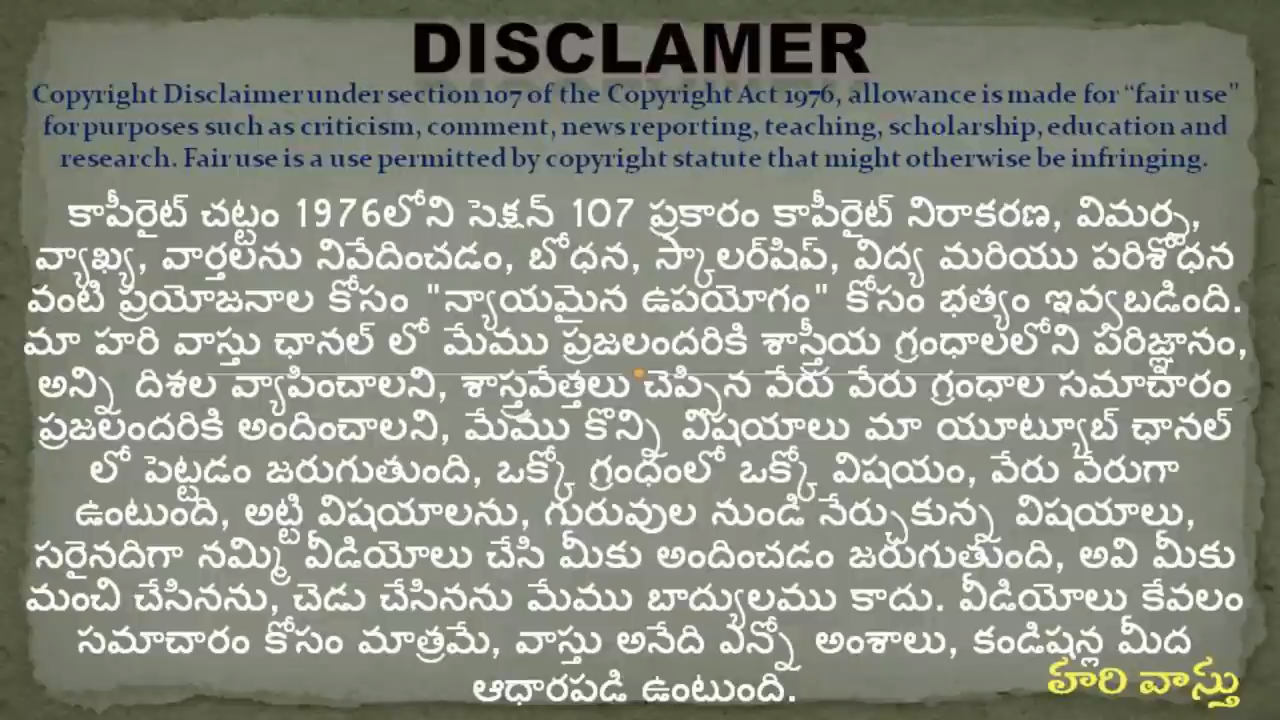 DISCLAMER
Copyright Disclaimer under section 107 of the Copyright Act 1976, allowance is made for “fair use”
for purposes such as criticism, comment, news reporting, teaching, scholarship, education and
research. Fair use is a use permitted by copyright statute that might otherwise be infringing.
కాపీరైట్ చట్టం 1976లోని సెక్షన్ 107 ప్రకారం కాపీరైట్ నిరాకరణ, విమర్శ,
వ్యాఖ్య, వార్తలను నివేదించడం, బోధన, స్కాలర్‌షిప్, విద్య మరియు పరిశోధన
వంటి ప్రయోజనాల కోసం "న్యాయమైన ఉపయోగం" కోసం భత్యం ఇవ్వబడింది.
మా హరి వాస్తు ఛానల్ లో మేము ప్రజలందరికి శాస్త్రీయ గ్రంధాలలోని పరిజ్ఞానం,
అన్ని దిశల వ్యాపించాలని, శాస్త్రవేత్తలు చెప్పిన వేరు వేరు గ్రంధాల సమాచారం
ప్రజలందరికి అందించాలని, మేము కొన్ని విషయాలు మా యూట్యూబ్ ఛానల్
లో పెట్టడం జరుగుతుంది, ఒక్కో గ్రంధంలో ఒక్కో విషయం, వేరు వేరుగా
ఉంటుంది, అట్టి విషయాలను, గురువుల నుండి నేర్చుకున్న విషయాలు,
సరైనదిగా నమ్మి వీడియోలు చేసి మీకు అందించడం జరుగుతుంది, అవి మీకు
మంచి చేసినను, చెడు చేసినను మేము బాద్యులము కాదు. వీడియోలు కేవలం
సమాచారం కోసం మాత్రమే, వాస్తు అనేది ఎన్నో అంశాలు, కండిషన్ల మీద
ఆధారపడి ఉంటుంది.
హరి వాస్తు